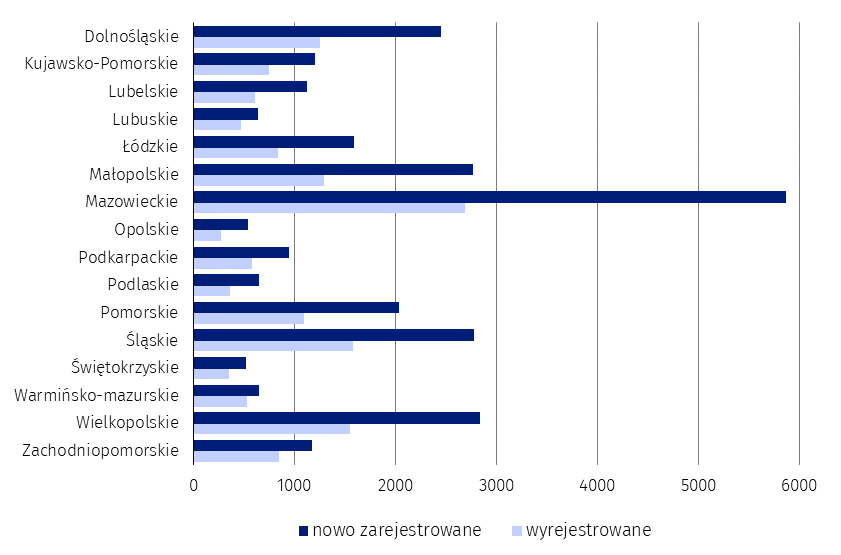 Dolnośląskie
Kujawsko-Pomorskie
Lubelskie
Lubuskie
Łódzkie
Małopolskie
Mazowieckie
Opolskie
Podkarpackie
Podlaskie
Pomorskie
Śląskie
Świętokrzyskie
Warmińsko-mazurskie
Wielkopolskie
Zachodniopomorskie
0 1000 2000 3000 4000 5000 6000
nowo zarejestrowane wyrejestrowane